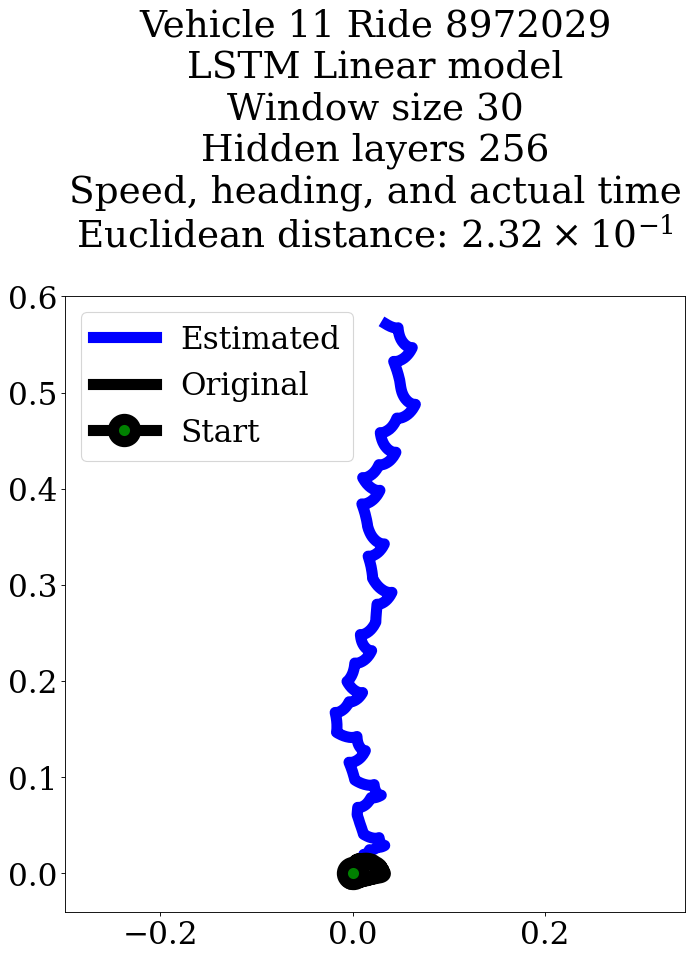 Vehicle 11 Ride 8972029
LSTM Linear model
Window size 30
Hidden layers 256
Speed, heading, and actual time
Euclidean distance: 2.32 × 10⁻¹
0.6
Estimated
Original
Start
0.5
0.4
0.3
0.2
0.1
0.0
−0.2 0.0 0.2